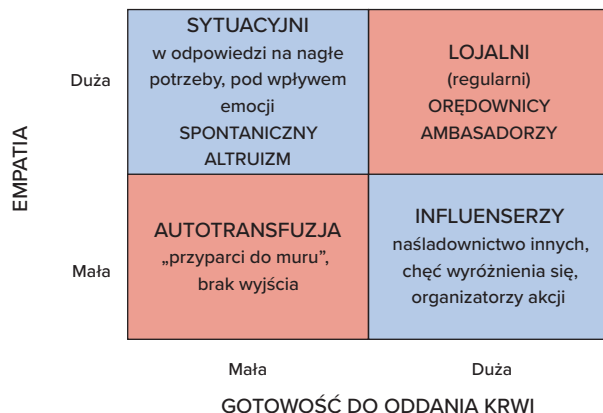 SYTUACYJNI
w odpowiedzi na nagłe
potrzeby, pod wpływem
emocji
SPONTANICZNY
ALTRUIZM
LOJALNI
(regularni)
ORĘDOWNICY
AMBASADORZY
Duża
EMPATIA
AUTOTRANSFUZJA
„przyparci do muru”,
brak wyjścia
INFLUENSERZY
naśladownictwo innych,
chęć wyróżnienia się,
organizatorzy akcji
Mała
Mała
Duża
GOTOWOŚĆ DO ODDANIA KRWI